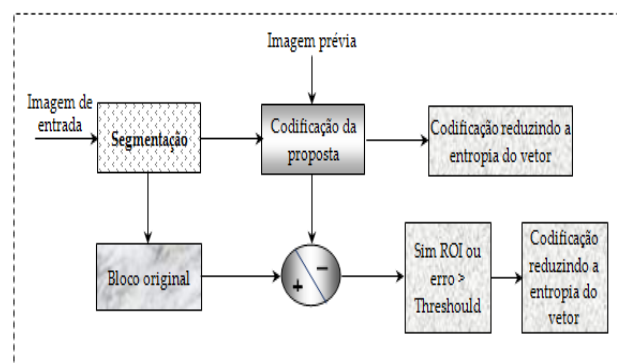 Imagem prévia
Imagem de
entrada
Segmentação
Codificação da
proposta
Codificação reduzindo a
entropia do vetor
Bloco original
+
−
Sim ROI ou
erro >
Threshould
Codificação
reduzindo a
entropia do
vetor